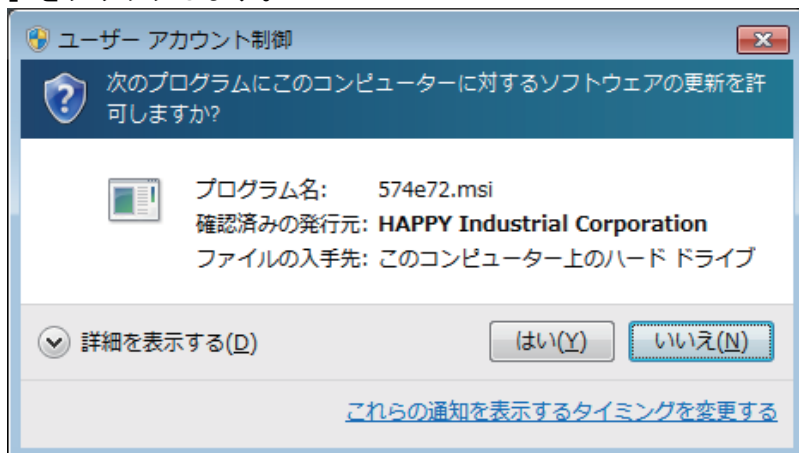 ユーザー アカウント制御
次のプログラムにこのコンピューターに対するソフトウェアの更新を許
可しますか?
プログラム名: 574e72.msi
確認済みの発行元: HAPPY Industrial Corporation
ファイルの入手先: このコンピューター上のハード ドライブ
詳細を表示する(D)
はい(Y)
いいえ(N)
これらの通知を表示するタイミングを変更する